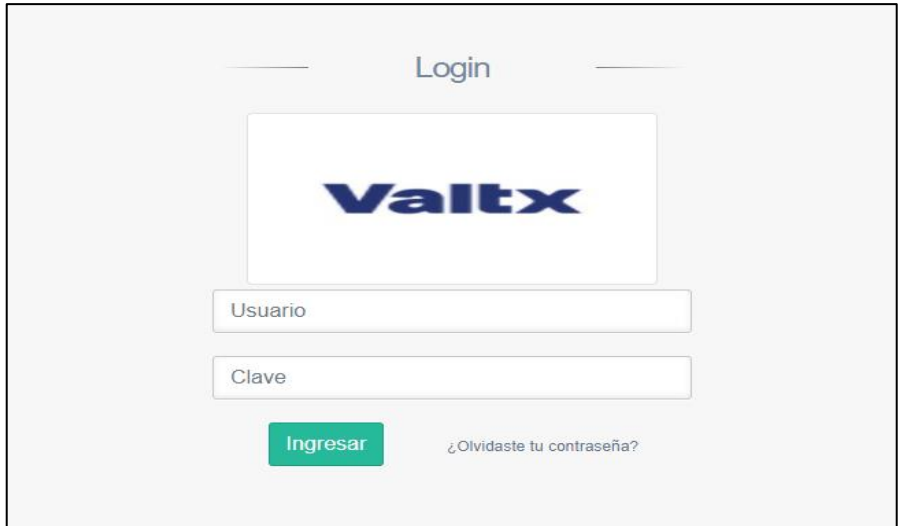 Login
Valtx
Usuario
Clave
Ingresar
¿Olvidaste tu contraseña?